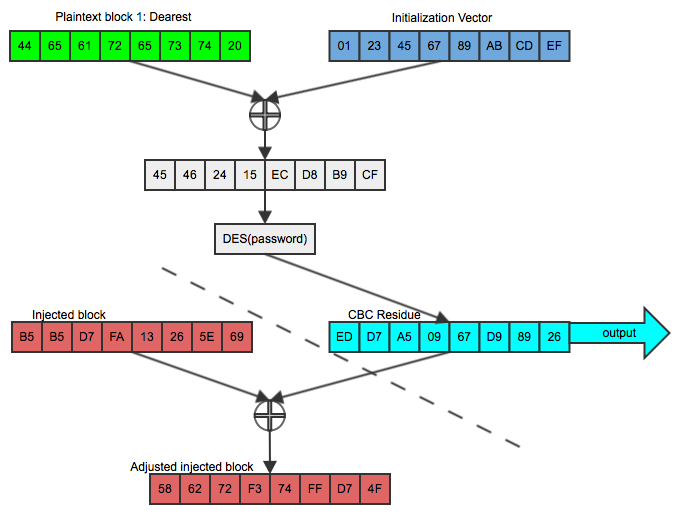 Plaintext block 1: Dearest
Initialization Vector
44 65 61 72 65 73 74 20
01 23 45 67 89 AB CD EF
45 46 24 15 EC D8 B9 CF
DES(password)
Injected block
CBC Residue
B5 B5 D7 FA 13 26 5E 69
ED D7 A5 09 67 D9 89 26
output
Adjusted injected block
58 62 72 F3 74 FF D7 4F